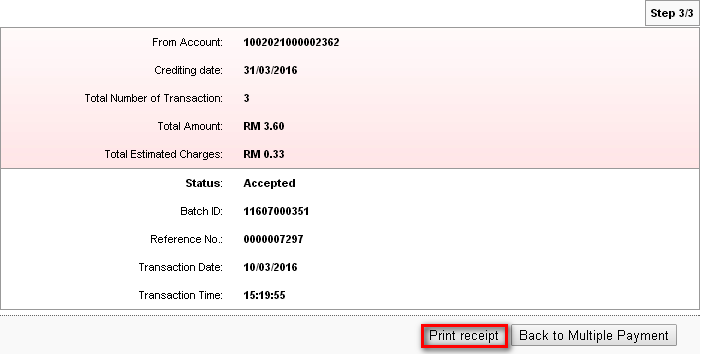 Step 3/3
From Account: 1002021000002362
Crediting date: 31/03/2016
Total Number of Transaction: 3
Total Amount: RM 3.60
Total Estimated Charges: RM 0.33
Status: Accepted
Batch ID: 11607000351
Reference No.: 0000007297
Transaction Date: 10/03/2016
Transaction Time: 15:19:55
Print receipt Back to Multiple Payment